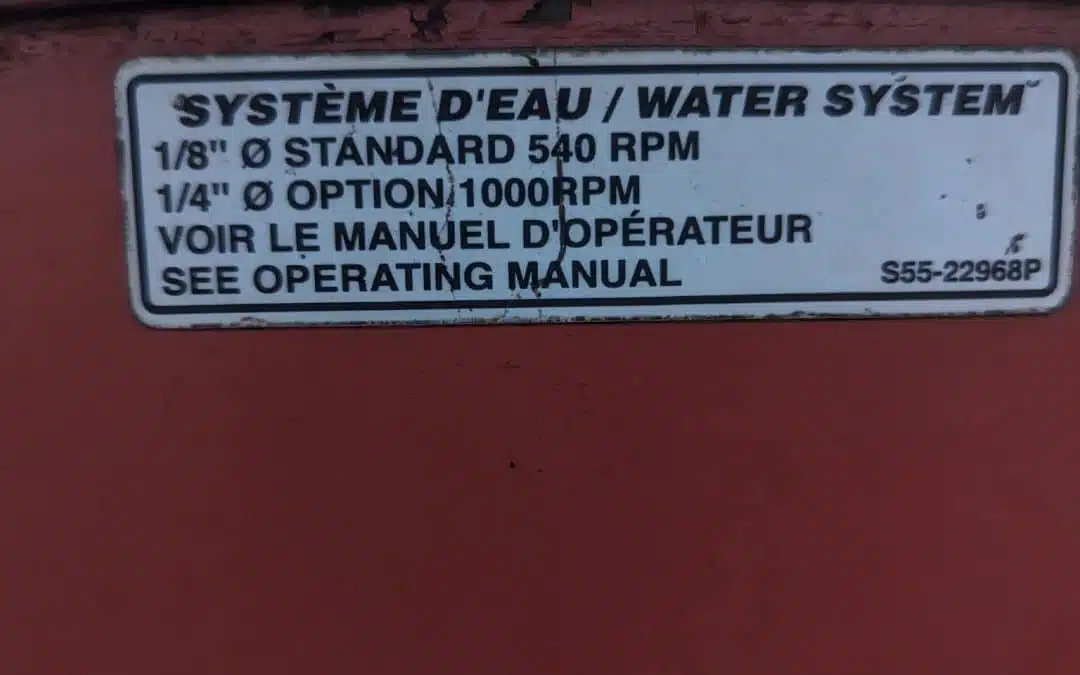 SYSTÈME D'EAU / WATER SYSTEM
1/8" Ø STANDARD 540 RPM
1/4" Ø OPTION 1000RPM
VOIR LE MANUEL D'OPÉRATEUR
SEE OPERATING MANUAL S55-22968P